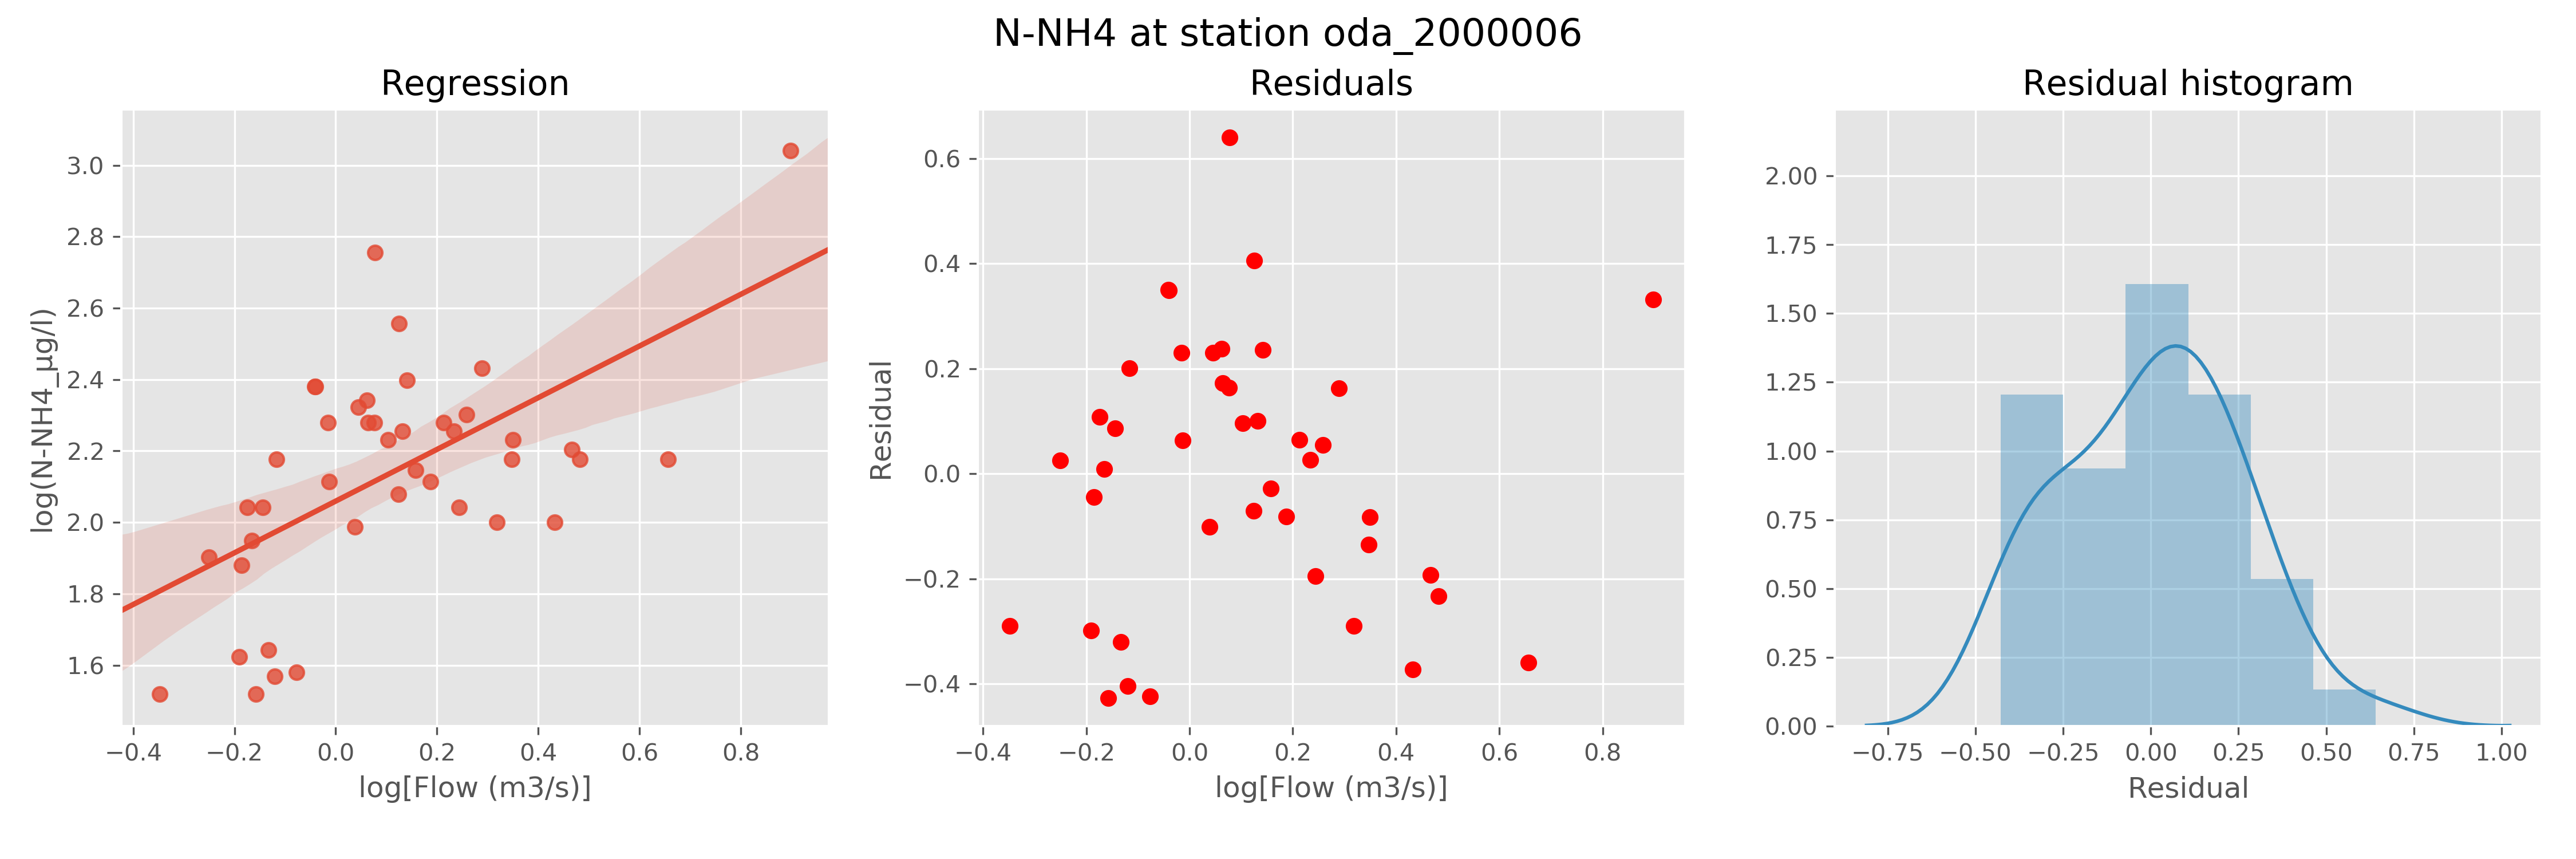 N-NH4 at station oda_2000006
Regression
3.0
2.8
2.6
2.4
2.2
2.0
1.8
1.6
log(N-NH4_µg/l)
−0.4 −0.2 0.0 0.2 0.4 0.6 0.8
log[Flow (m3/s)]
Residuals
0.6
0.4
0.2
0.0
−0.2
−0.4
Residual
−0.4 −0.2 0.0 0.2 0.4 0.6 0.8
log[Flow (m3/s)]
Residual histogram
2.00
1.75
1.50
1.25
1.00
0.75
0.50
0.25
0.00
−0.75 −0.50 −0.25 0.00 0.25 0.50 0.75 1.00
Residual